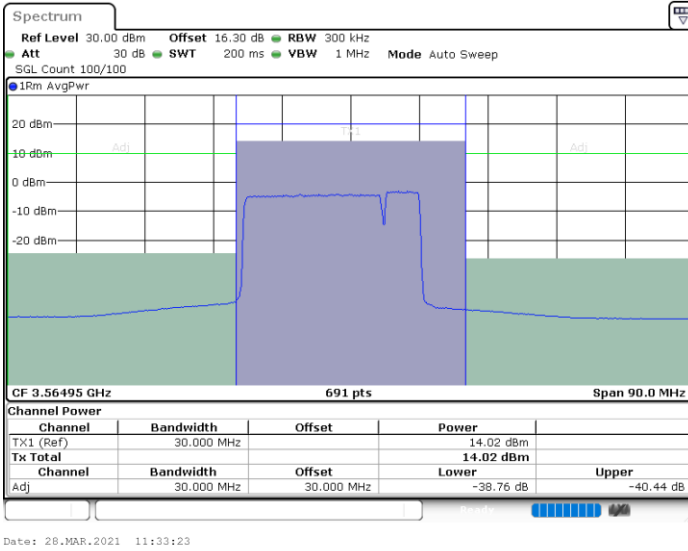 Spectrum
Ref Level 30.00 dBm Offset 16.30 dB RBW 300 kHz
Att 30 dB SWT 200 ms VBW 1 MHz Mode Auto Sweep
SGL Count 100/100
1Rm AvgPwr
20 dBm
TX1
Adj Adj
10 dBm
0 dBm
-10 dBm
-20 dBm
CF 3.56495 GHz 691 pts Span 90.0 MHz
Channel Power
Channel Bandwidth Offset Power
TX1 (Ref) 30.000 MHz 14.02 dBm
Tx Total 14.02 dBm
Channel Bandwidth Offset Lower Upper
Adj 30.000 MHz 30.000 MHz -38.76 dB -40.44 dB
Ready
Date: 28.MAR.2021 11:33:23